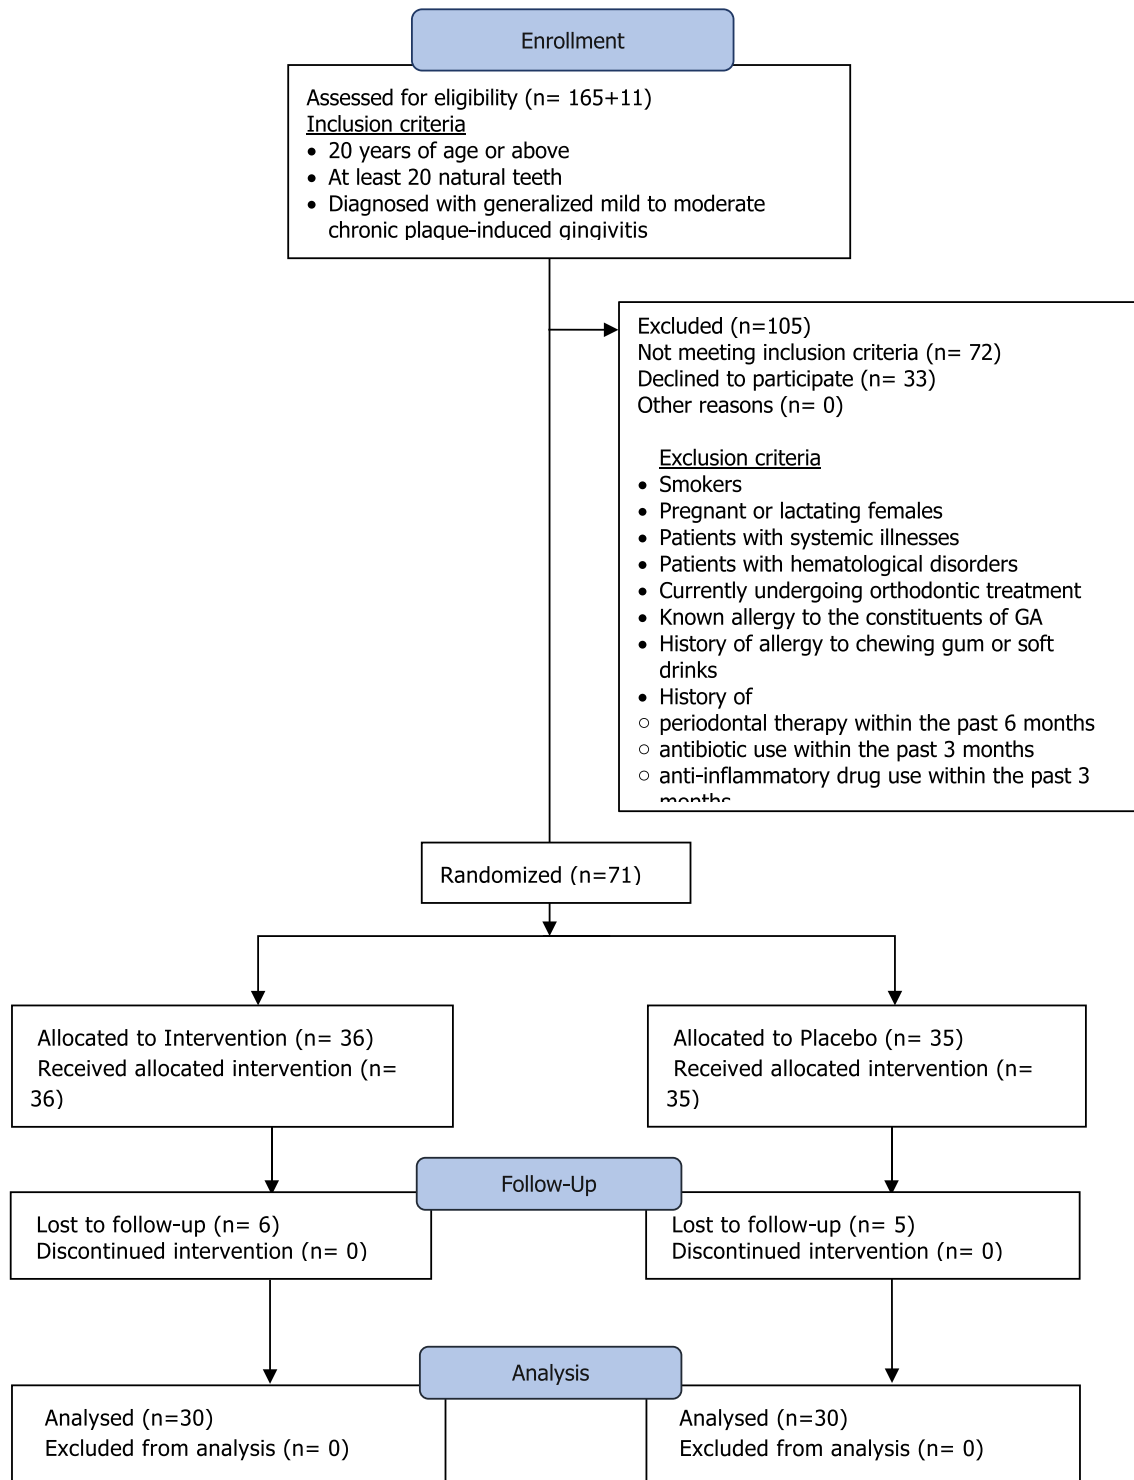 Enrollment
Assessed for eligibility (n= 165+11)
Inclusion criteria
• 20 years of age or above
• At least 20 natural teeth
• Diagnosed with generalized mild to moderate
chronic plaque-induced gingivitis
Excluded (n=105)
Not meeting inclusion criteria (n= 72)
Declined to participate (n= 33)
Other reasons (n= 0)
Exclusion criteria
• Smokers
• Pregnant or lactating females
• Patients with systemic illnesses
• Patients with hematological disorders
• Currently undergoing orthodontic treatment
• Known allergy to the constituents of GA
• History of allergy to chewing gum or soft
drinks
• History of
○ periodontal therapy within the past 6 months
○ antibiotic use within the past 3 months
○ anti-inflammatory drug use within the past 3
months
Randomized (n=71)
Allocated to Intervention (n= 36)
Received allocated intervention (n=
36)
Allocated to Placebo (n= 35)
Received allocated intervention (n=
35)
Follow-Up
Lost to follow-up (n= 6)
Discontinued intervention (n= 0)
Lost to follow-up (n= 5)
Discontinued intervention (n= 0)
Analysis
Analysed (n=30)
Excluded from analysis (n= 0)
Analysed (n=30)
Excluded from analysis (n= 0)